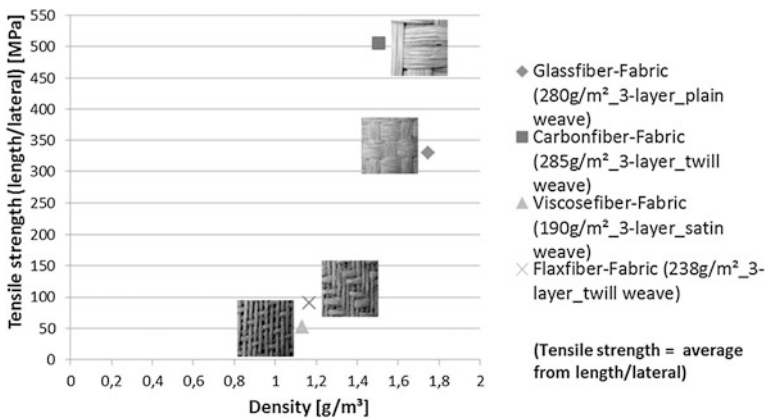 Tensile strength (length/lateral) [MPa]
550
500
450
400
350
300
250
200
150
100
50
0
0 0,2 0,4 0,6 0,8 1 1,2 1,4 1,6 1,8 2
Density [g/m³]
Glassfiber-Fabric
(280g/m²_3-layer_plain
weave)
Carbonfiber-Fabric
(285g/m²_3-layer_twill
weave)
Viscosefiber-Fabric
(190g/m²_3-layer_satin
weave)
Flaxfiber-Fabric (238g/m²_3-
layer_twill weave)
(Tensile strength = average
from length/lateral)